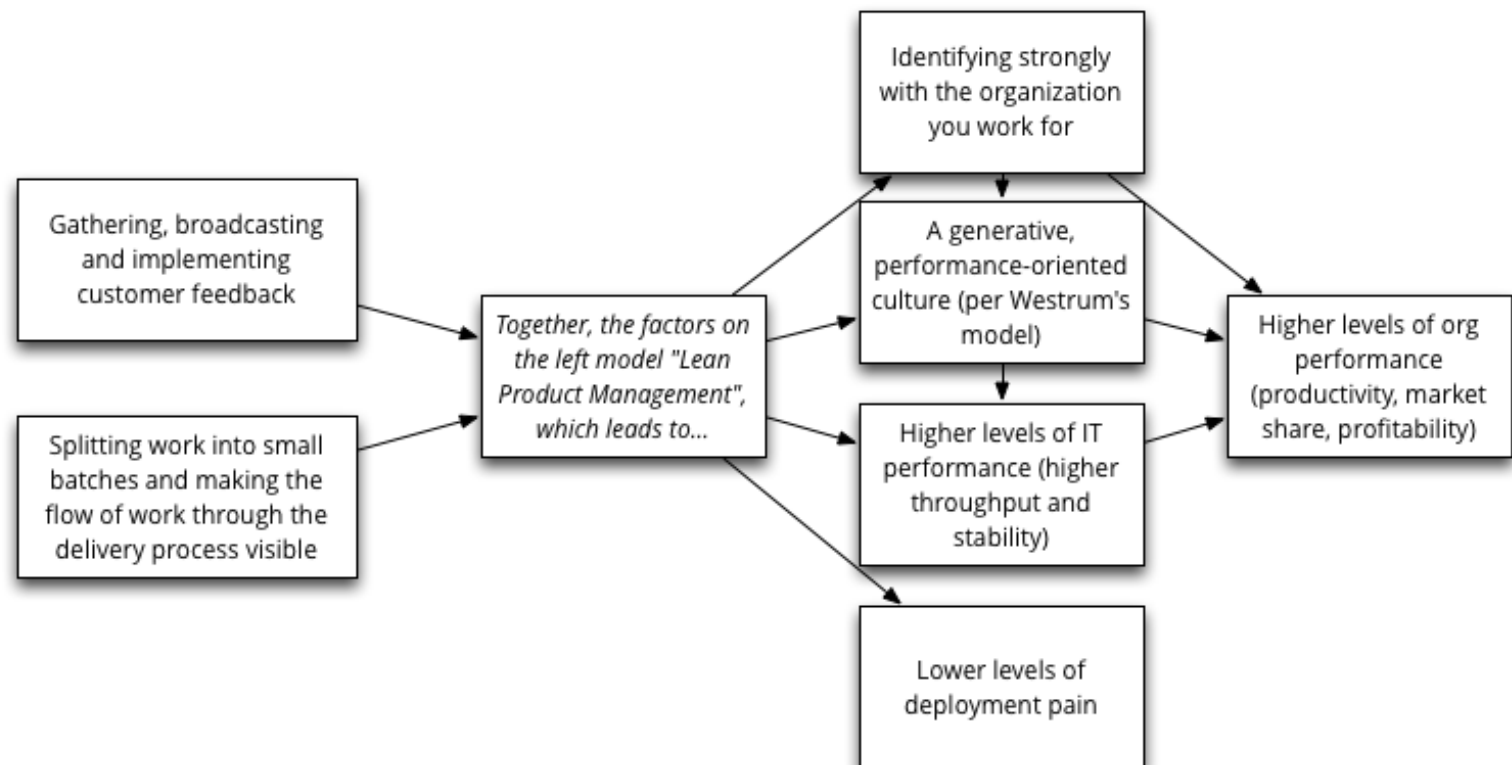 Identifying strongly
with the organization
you work for
Gathering, broadcasting
and implementing
customer feedback
A generative,
performance-oriented
culture (per Westrum's
model)
Together, the factors on
the left model "Lean
Product Management",
which leads to...
Higher levels of org
performance
(productivity, market
share, profitability)
Splitting work into small
batches and making the
flow of work through the
delivery process visible
Higher levels of IT
performance (higher
throughput and
stability)
Lower levels of
deployment pain